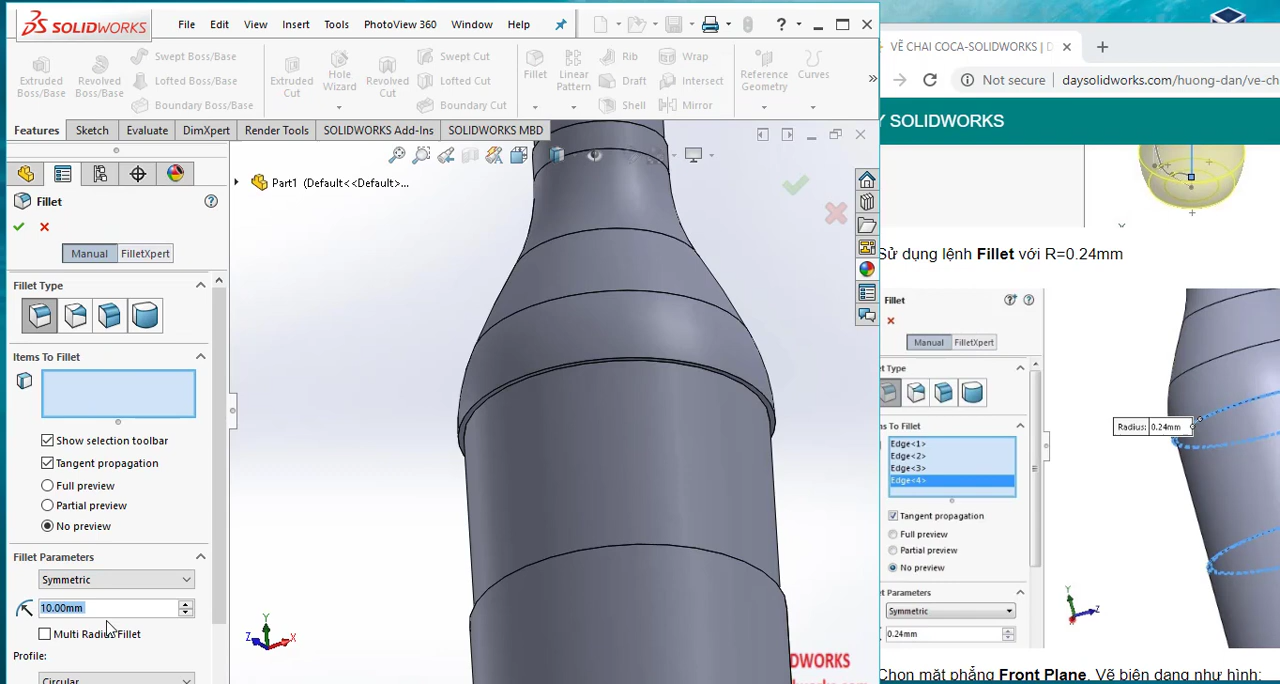 SOLIDWORKS
File Edit View Insert Tools PhotoView 360 Window Help
Extruded Boss/Base
Revolved Boss/Base
Swept Boss/Base
Lofted Boss/Base
Boundary Boss/Base
Extruded Cut
Hole Wizard
Revolved Cut
Swept Cut
Lofted Cut
Boundary Cut
Fillet
Linear Pattern
Rib
Draft
Shell
Wrap
Intersect
Mirror
Reference Geometry
Curves
Features Sketch Evaluate DimXpert Render Tools SOLIDWORKS Add-Ins SOLIDWORKS MBD
Part1 (Default<<Default>...
Fillet
Manual FilletXpert
Fillet Type
Items To Fillet
Show selection toolbar
Tangent propagation
Full preview
Partial preview
No preview
Fillet Parameters
Symmetric
10.00mm
Multi Radius Fillet
Profile:
Circular
Y
Z X
DWORKS
VẼ CHAI COCA-SOLIDWORKS | D
Not secure | daysolidworks.com/huong-dan/ve-ch
Y SOLIDWORKS
Sử dụng lệnh Fillet với R=0.24mm
Fillet
Manual FilletXpert
t Type
ns To Fillet
Edge<1>
Edge<2>
Edge<3>
Edge<4>
Tangent propagation
Full preview
Partial preview
No preview
t Parameters
Symmetric
0.24mm
Radius: 0.24mm
Y
Z
Chọn mặt phẳng Front Plane. Vẽ biên dạng như hình: